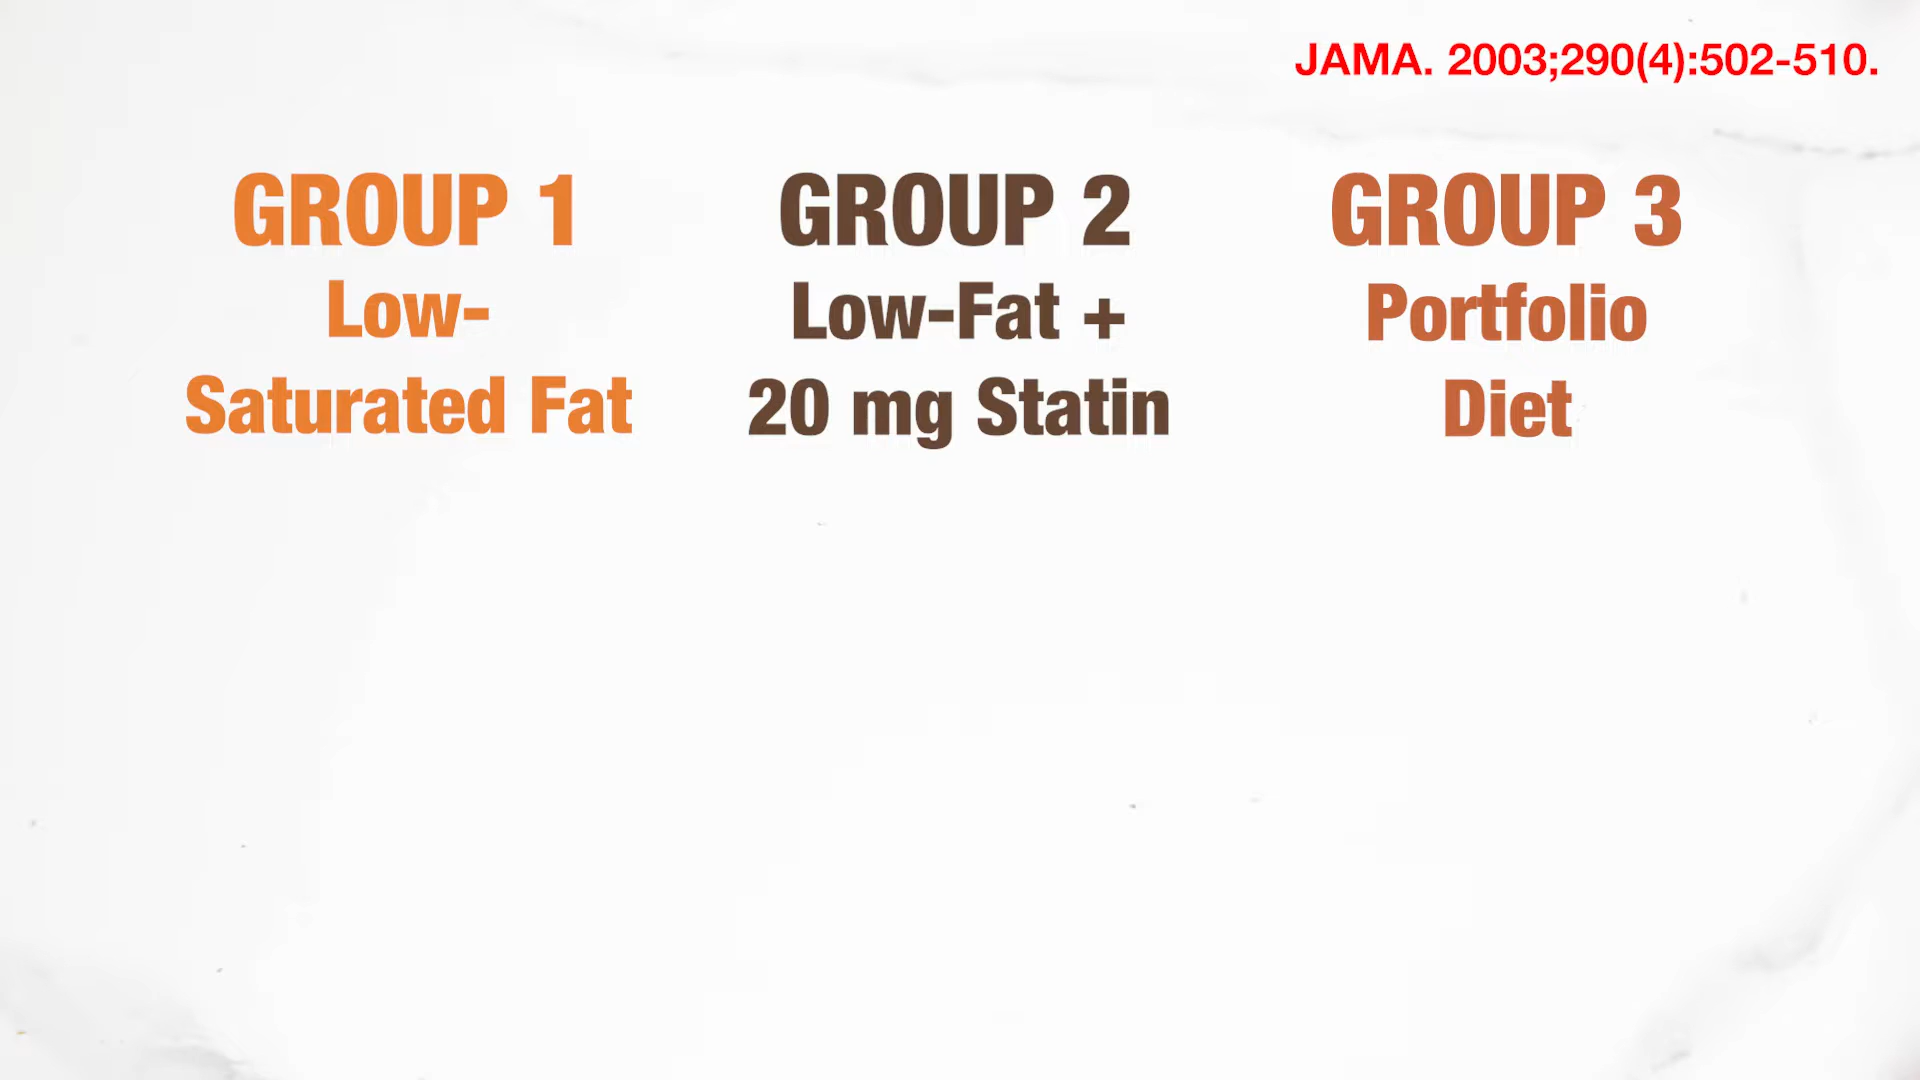 JAMA. 2003;290(4):502-510.
GROUP 1
Low-
Saturated Fat
GROUP 2
Low-Fat +
20 mg Statin
GROUP 3
Portfolio
Diet